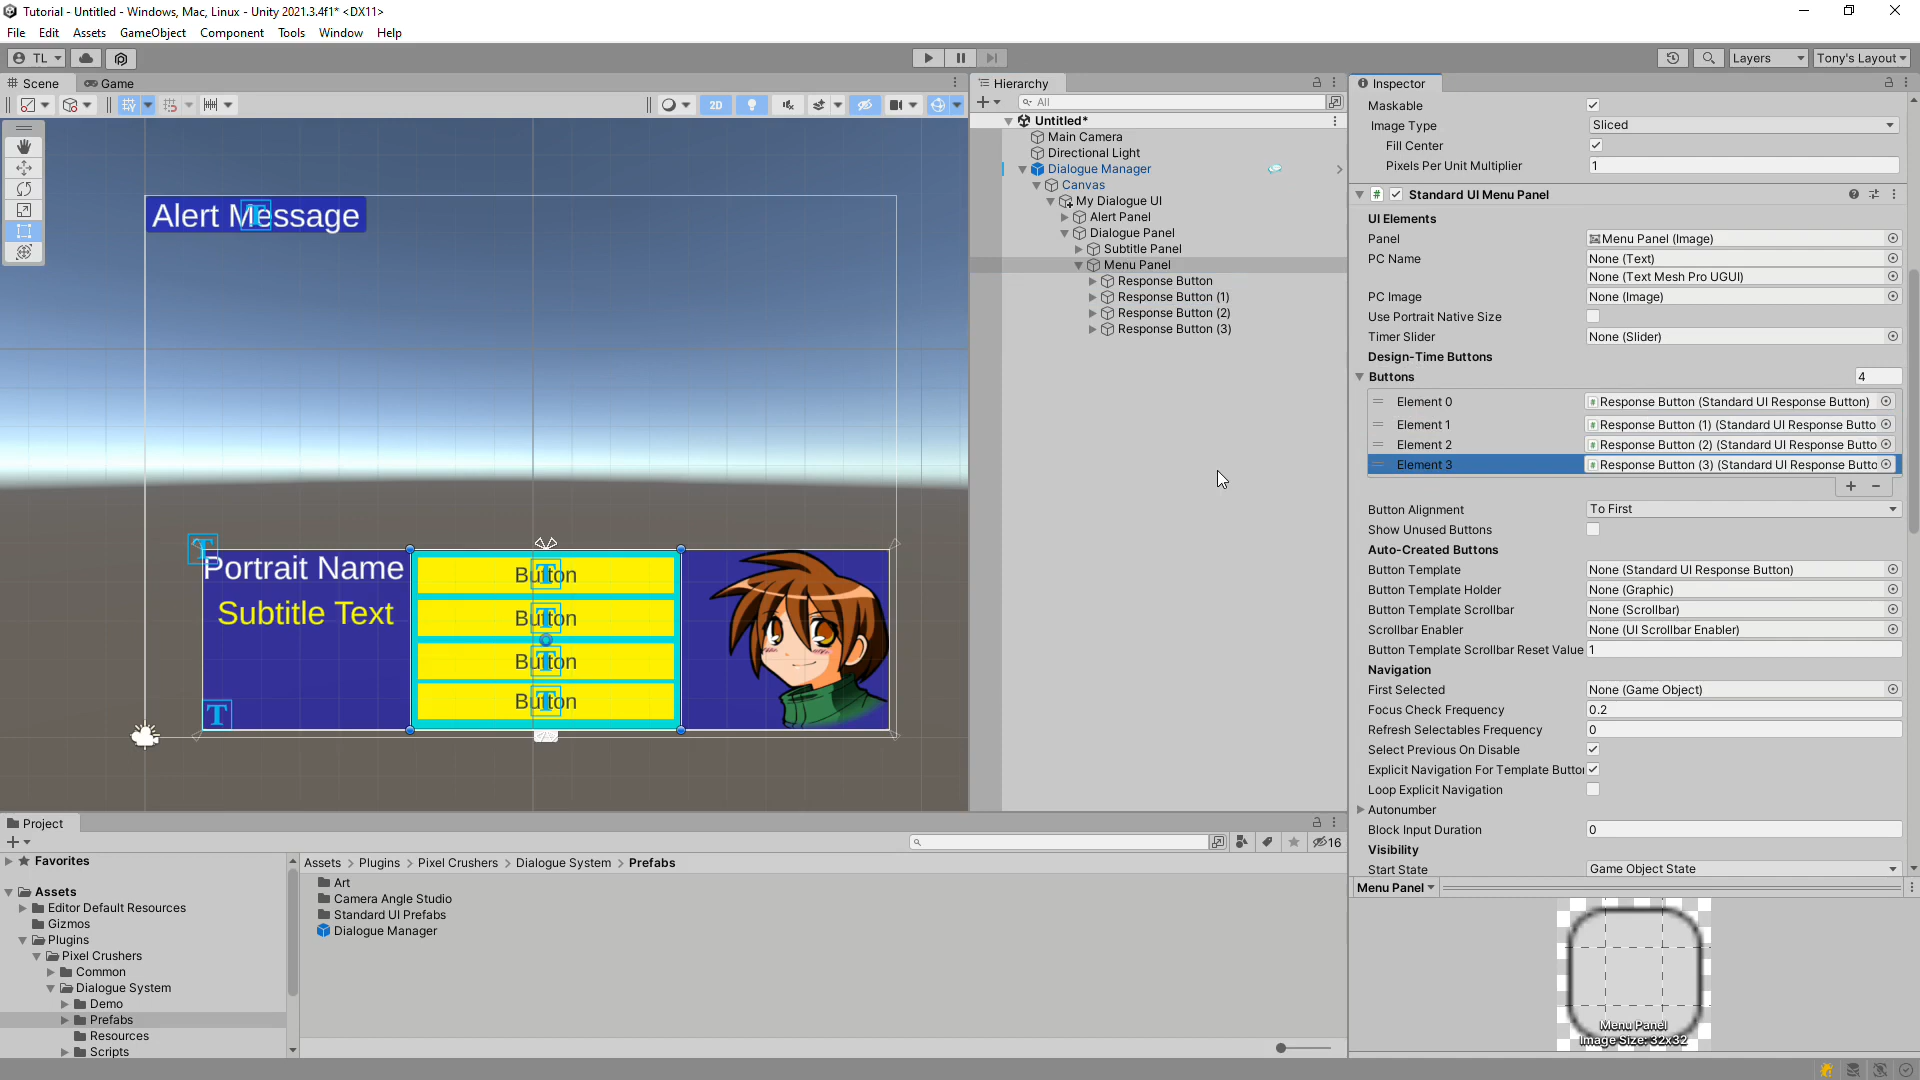 Tutorial - Untitled - Windows, Mac, Linux - Unity 2021.3.4f1* <DX11>
File Edit Assets GameObject Component Tools Window Help
TL Layers Tony's Layout
Scene Game
2D
Alert Message
Portrait Name
Subtitle Text
Button
Button
Button
Button
Hierarchy
All
Untitled*
Main Camera
Directional Light
Dialogue Manager
Canvas
My Dialogue UI
Alert Panel
Dialogue Panel
Subtitle Panel
Menu Panel
Response Button
Response Button (1)
Response Button (2)
Response Button (3)
Inspector
Maskable
Image Type Sliced
Fill Center
Pixels Per Unit Multiplier 1
Standard UI Menu Panel
UI Elements
Panel Menu Panel (Image)
PC Name None (Text)
None (Text Mesh Pro UGUI)
PC Image None (Image)
Use Portrait Native Size
Timer Slider None (Slider)
Design-Time Buttons
Buttons 4
Element 0 Response Button (Standard UI Response Button)
Element 1 Response Button (1) (Standard UI Response Butto
Element 2 Response Button (2) (Standard UI Response Butto
Element 3 Response Button (3) (Standard UI Response Butto
Button Alignment To First
Show Unused Buttons
Auto-Created Buttons
Button Template None (Standard UI Response Button)
Button Template Holder None (Graphic)
Button Template Scrollbar None (Scrollbar)
Scrollbar Enabler None (UI Scrollbar Enabler)
Button Template Scrollbar Reset Value 1
Navigation
First Selected None (Game Object)
Focus Check Frequency 0.2
Refresh Selectables Frequency 0
Select Previous On Disable
Explicit Navigation For Template Button
Loop Explicit Navigation
Autonumber
Block Input Duration 0
Visibility
Start State Game Object State
Menu Panel
Menu Panel
Image Size: 32x32
Project
16
Favorites
Assets
Editor Default Resources
Gizmos
Plugins
Pixel Crushers
Common
Dialogue System
Demo
Prefabs
Resources
Scripts
Assets > Plugins > Pixel Crushers > Dialogue System > Prefabs
Art
Camera Angle Studio
Standard UI Prefabs
Dialogue Manager